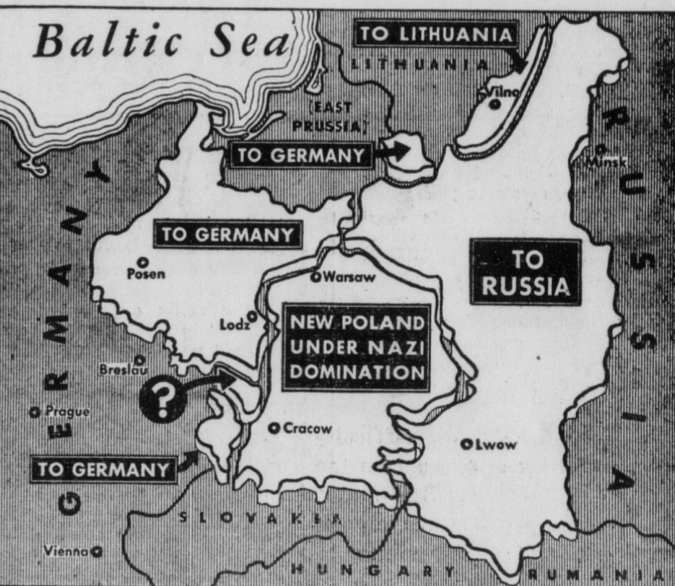 Baltic Sea
TO LITHUANIA
LITHUANIA
Vilno
(EAST
PRUSSIA)
TO GERMANY
Minsk
RUSSIA
GERMANY
TO GERMANY
Posen
Warsaw
TO
RUSSIA
Lodz
NEW POLAND
UNDER NAZI
DOMINATION
Breslau
?
Prague
Cracow
Lwow
TO GERMANY
SLOVAKIA
Vienna
HUNGARY
RUMANIA